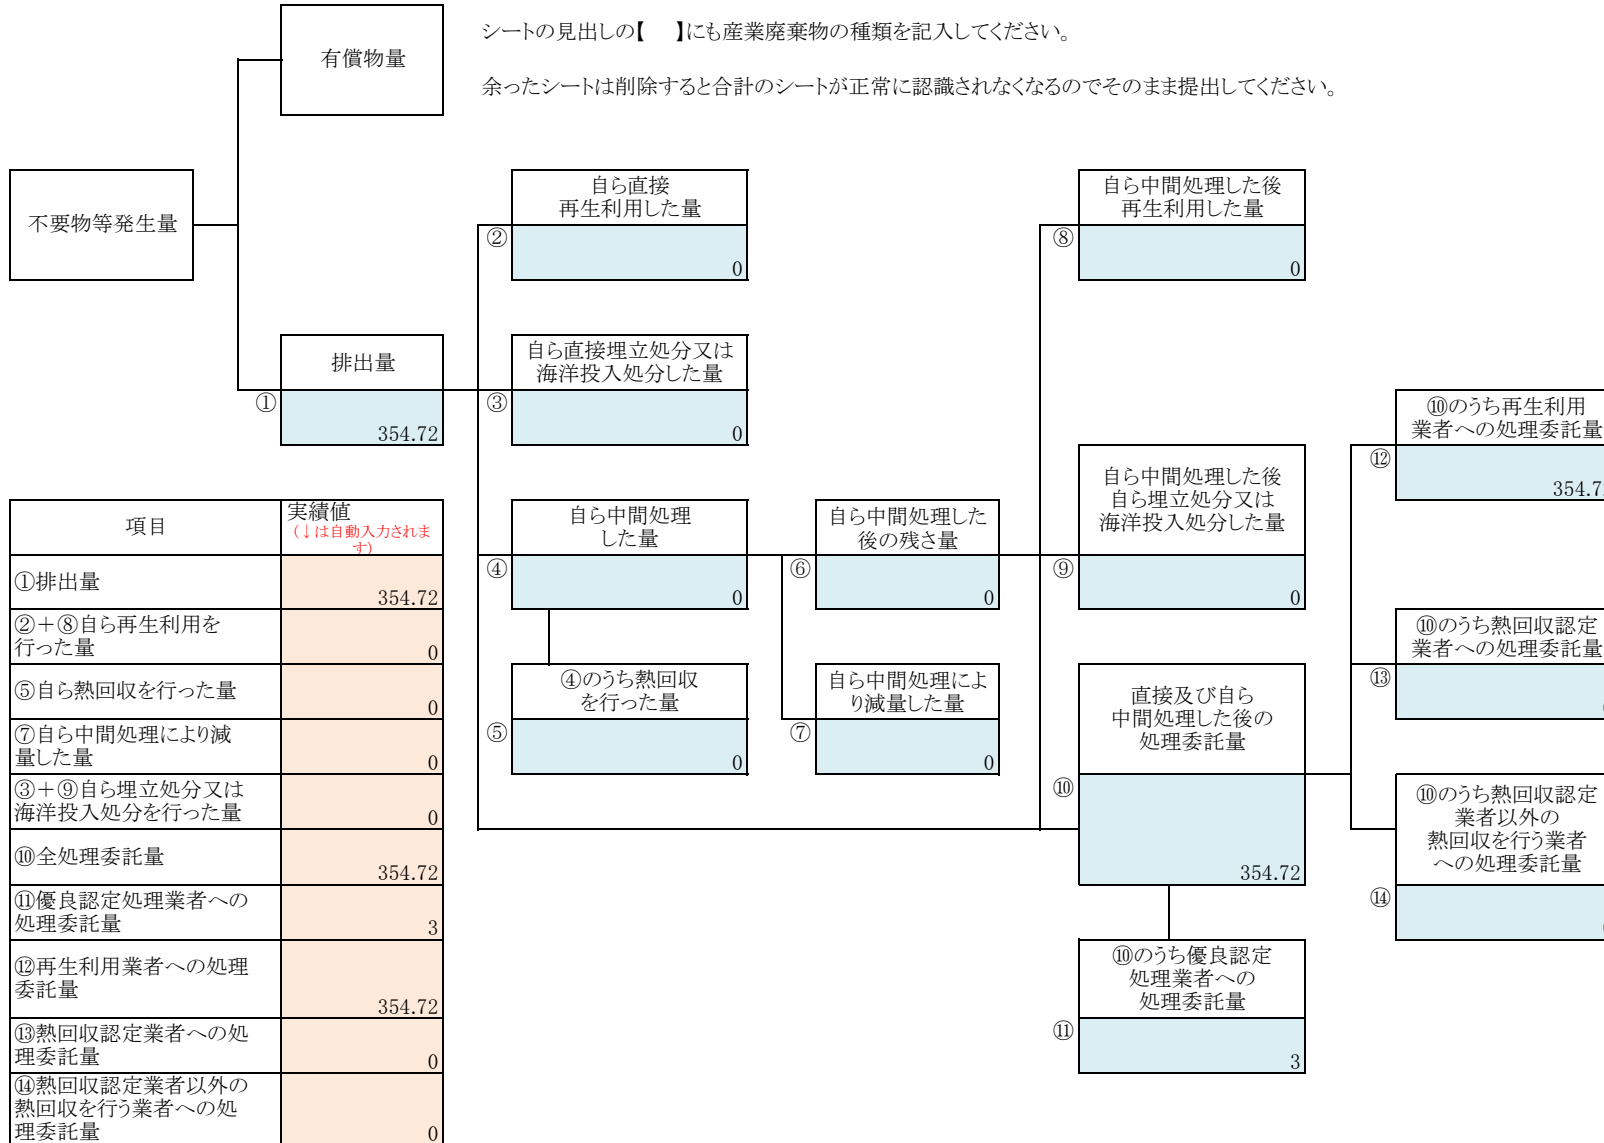 有償物量
シートの見出しの【　】にも産業廃棄物の種類を記入してください。
余ったシートは削除すると合計のシートが正常に認識されなくなるのでそのまま提出してください。
不要物等発生量
自ら直接
再生利用した量
②
0
自ら中間処理した後
再生利用した量
⑧
0
排出量
①
354.72
自ら直接埋立処分又は
海洋投入処分した量
③
0
⑩のうち再生利用
業者への処理委託量
⑫
354.7
自ら中間処理
した量
④
0
自ら中間処理した
後の残さ量
⑥
0
自ら中間処理した後
自ら埋立処分又は
海洋投入処分した量
⑨
0
⑩のうち熱回収認定
業者への処理委託量
⑬
④のうち熱回収
を行った量
⑤
0
自ら中間処理によ
り減量した量
⑦
0
直接及び自ら
中間処理した後の
処理委託量
⑩
354.72
⑩のうち熱回収認定
業者以外の
熱回収を行う業者
への処理委託量
⑭
⑩のうち優良認定
処理業者への
処理委託量
⑪
3
項目
実績値
（↓は自動入力されま
す）
①排出量
354.72
②＋⑧自ら再生利用を
行った量
0
⑤自ら熱回収を行った量
0
⑦自ら中間処理により減
量した量
0
③＋⑨自ら埋立処分又は
海洋投入処分を行った量
0
⑩全処理委託量
354.72
⑪優良認定処理業者への
処理委託量
3
⑫再生利用業者への処理
委託量
354.72
⑬熱回収認定業者への処
理委託量
0
⑭熱回収認定業者以外の
熱回収を行う業者への処
理委託量
0